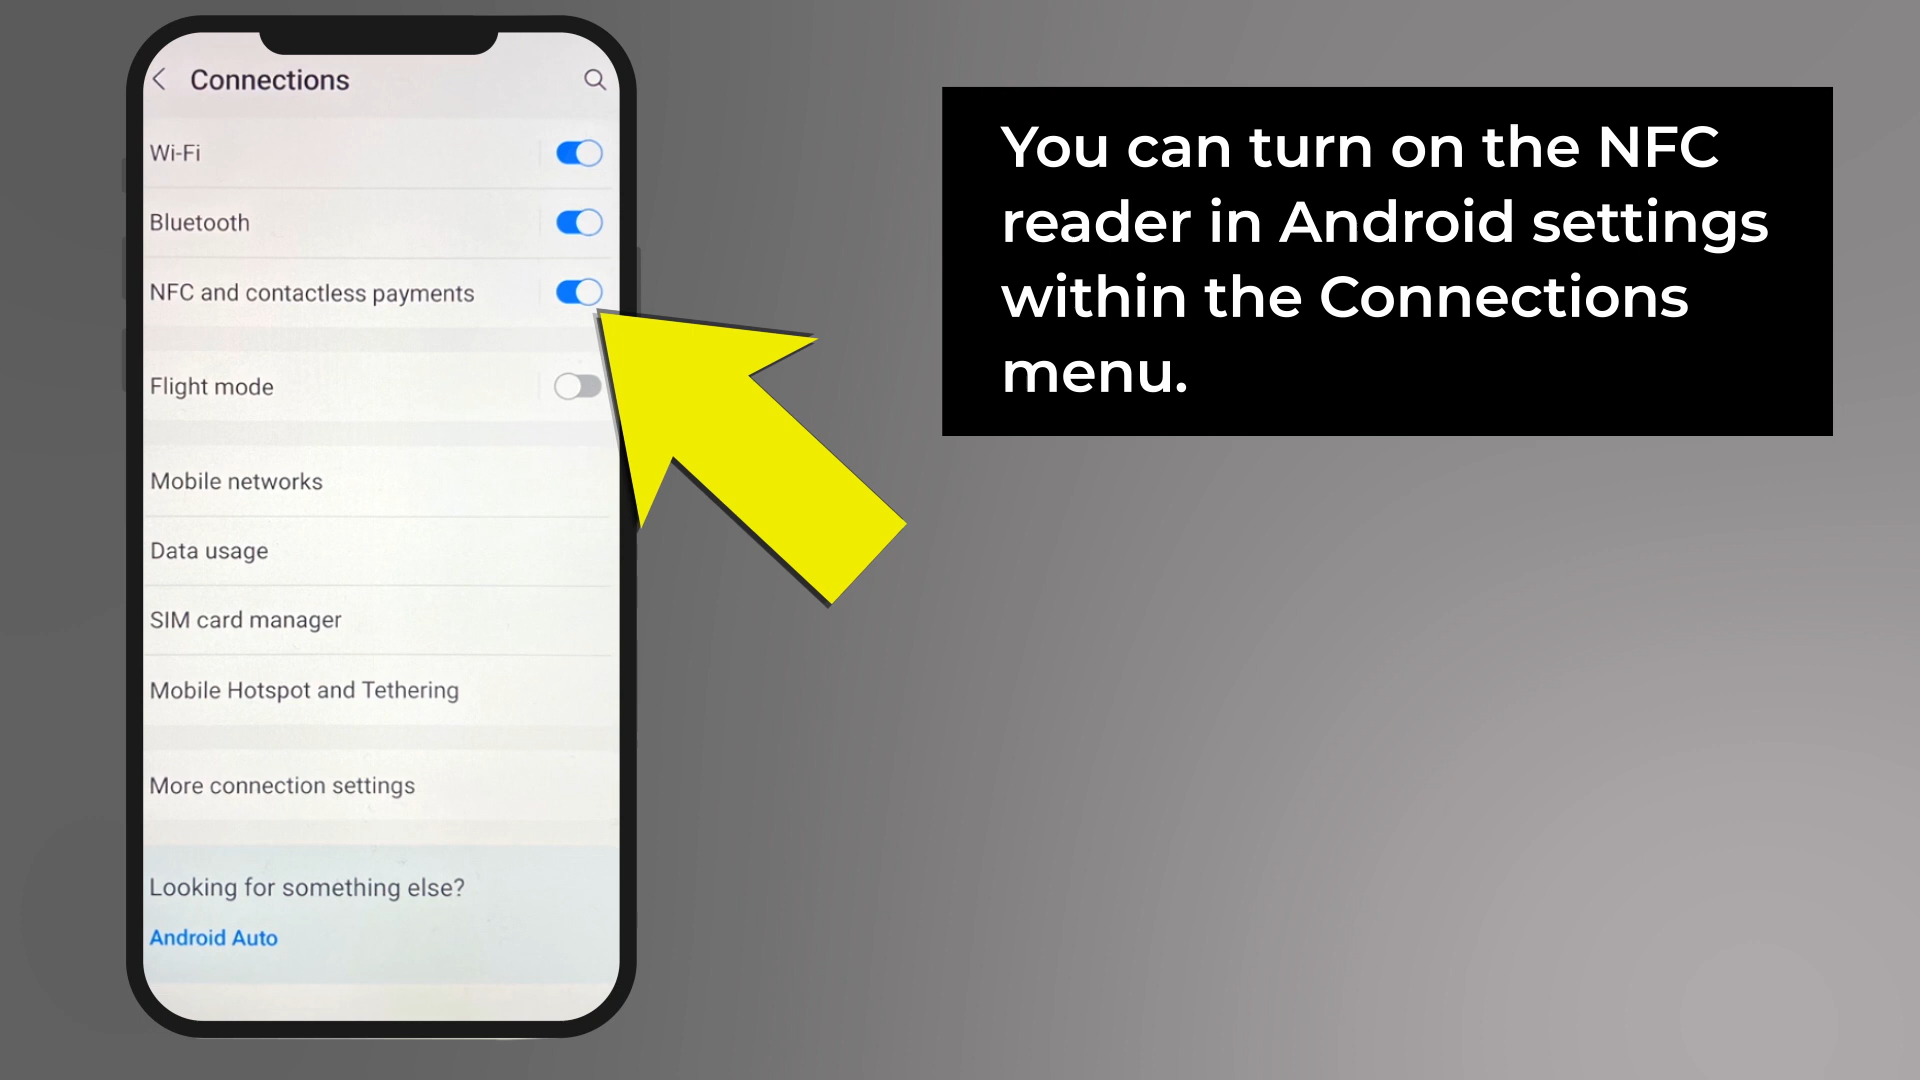 Connections
Wi-Fi
Bluetooth
NFC and contactless payments
Flight mode
Mobile networks
Data usage
SIM card manager
Mobile Hotspot and Tethering
More connection settings
Looking for something else?
Android Auto
You can turn on the NFC
reader in Android settings
within the Connections
menu.